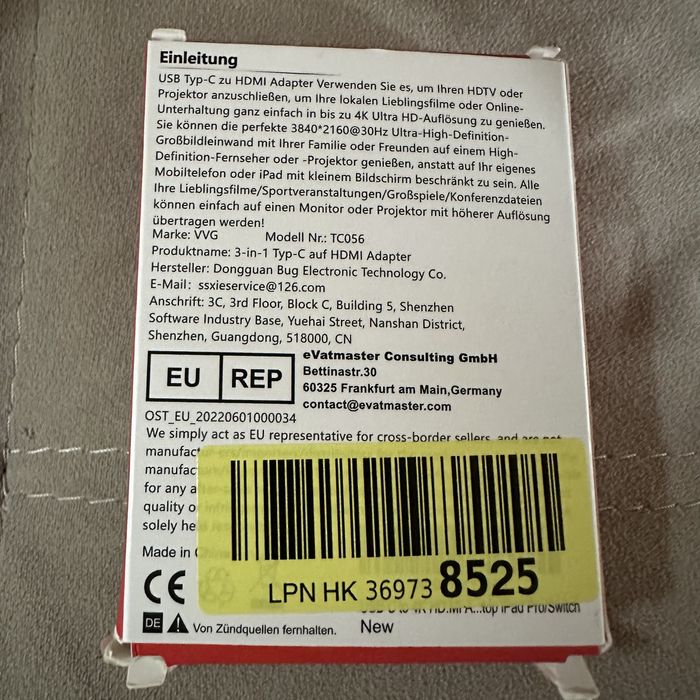 Einleitung
USB Typ-C zu HDMI Adapter Verwenden Sie es, um Ihren HDTV oder
Projektor anzuschließen, um Ihre lokalen Lieblingsfilme oder Online-
Unterhaltung ganz einfach in bis zu 4K Ultra HD-Auflösung zu genießen.
Sie können die perfekte 3840*2160@30Hz Ultra-High-Definition-
Großbildleinwand mit Ihrer Familie oder Freunden auf einem High-
Definition-Fernseher oder -Projektor genießen, anstatt auf Ihr eigenes
Mobiltelefon oder iPad mit kleinem Bildschirm beschränkt zu sein. Alle
Ihre Lieblingsfilme/Sportveranstaltungen/Großspiele/Konferenzdateien
können einfach auf einen Monitor oder Projektor mit höherer Auflösung
übertragen werden!
Marke: VVG Modell Nr.: TC056
Produktname: 3-in-1 Typ-C auf HDMI Adapter
Hersteller: Dongguan Bug Electronic Technology Co.
E-Mail: ssxieservice@126.com
Anschrift: 3C, 3rd Floor, Block C, Building 5, Shenzhen
Software Industry Base, Yuehai Street, Nanshan District,
Shenzhen, Guangdong, 518000, CN
EU REP
eVatmaster Consulting GmbH
Bettinastr.30
60325 Frankfurt am Main,Germany
contact@evatmaster.com
OST_EU_20220601000034
We simply act as EU representative for cross-border sellers, and are not
manufac
manufac
for any
quality or
solely he
Made in
LPN HK 36973 8525
CE
DE Von Zündquellen fernhalten.
top iPad Pro/Switch
New